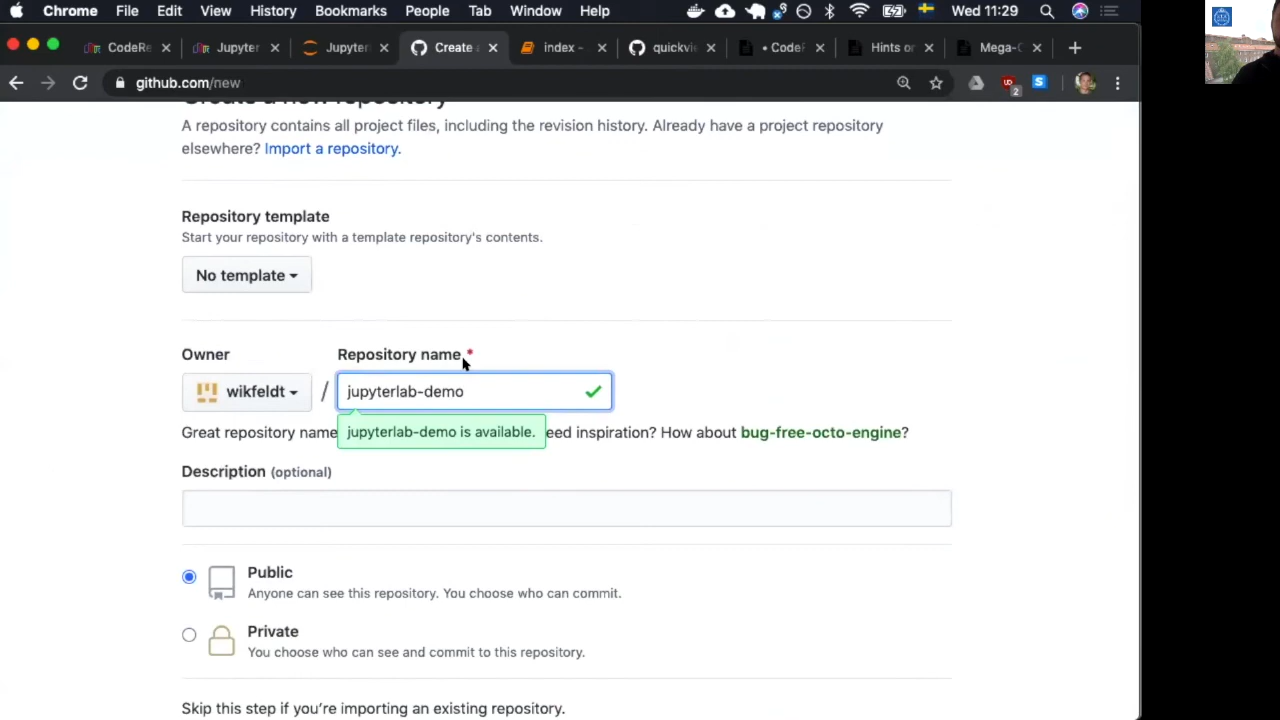 Chrome File Edit View History Bookmarks People Tab Window Help Wed 11:29
CodeRe Jupyter Jupyter Create a index – quickvie • CodeR Hints or Mega-C
github.com/new
2
Create a new repository
A repository contains all project files, including the revision history. Already have a project repository
elsewhere? Import a repository.
Repository template
Start your repository with a template repository's contents.
No template
Owner Repository name *
wikfeldt / jupyterlab-demo
Great repository name jupyterlab-demo is available. eed inspiration? How about bug-free-octo-engine?
Description (optional)
Public
Anyone can see this repository. You choose who can commit.
Private
You choose who can see and commit to this repository.
Skip this step if you're importing an existing repository.